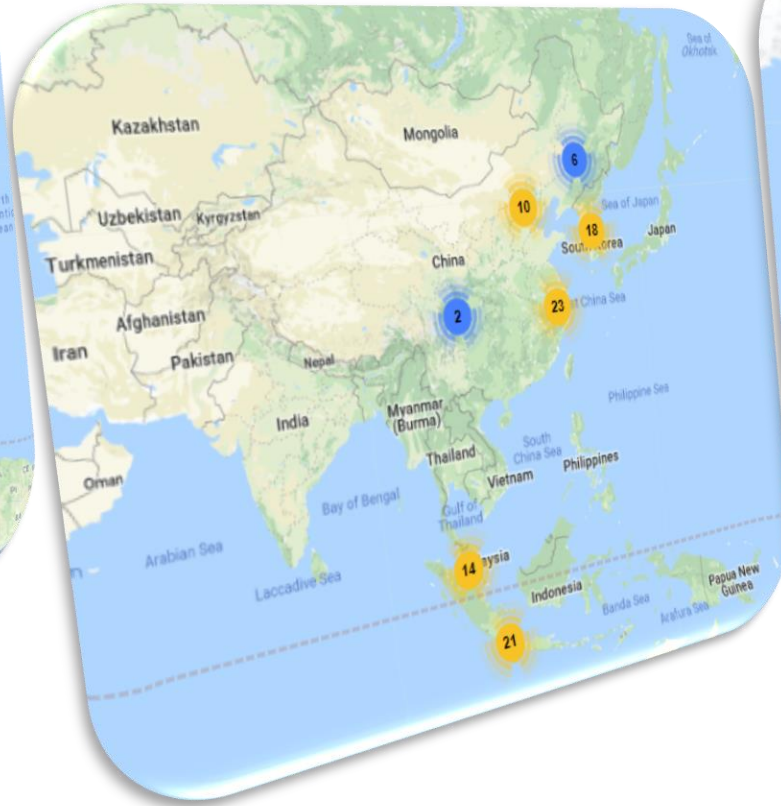 Sea of
Okhotsk
Kazakhstan
Mongolia
6
Uzbekistan
Kyrgyzstan
10
Sea of Japan
18
Japan
Turkmenistan
China
Afghanistan
2
23
China Sea
Iran
Pakistan
Nepal
Philippine Sea
India
Myanmar
(Burma)
South
China Sea
Thailand
Philippines
Vietnam
Oman
Bay of Bengal
Gulf of
Thailand
Arabian Sea
14
Laccadive Sea
Indonesia
Papua New
Guinea
Banda Sea
Arafura Sea
21